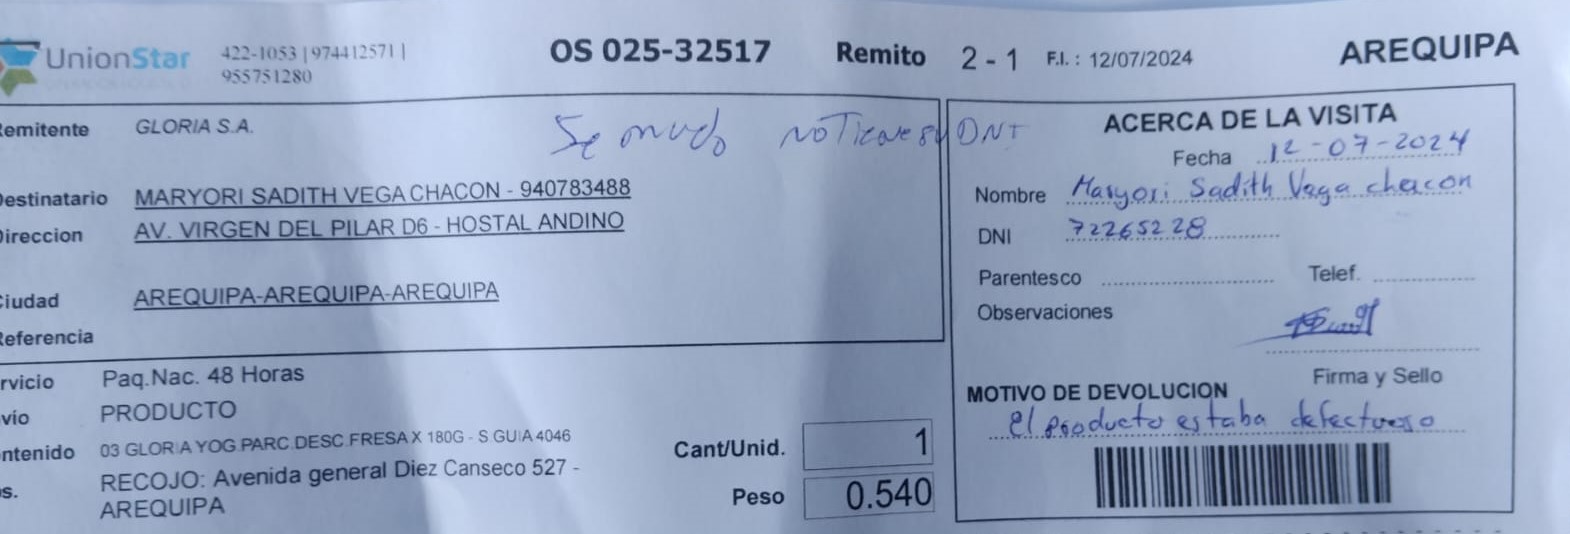 UnionStar 422-1053 | 974412571 |
955751280
OS 025-32517 Remito 2 - 1 F.I. : 12/07/2024 AREQUIPA
emitente GLORIA S.A.
Se mudo DNI
estinatario MARYORI SADITH VEGA CHACON - 940783488
ireccion AV. VIRGEN DEL PILAR D6 - HOSTAL ANDINO
iudad AREQUIPA-AREQUIPA-AREQUIPA
eferencia
rvicio Paq.Nac. 48 Horas
vío PRODUCTO
ntenido 03 GLORIA YOG.PARC.DESC.FRESA X 180G - S.GUIA 4046
s. RECOJO: Avenida general Diez Canseco 527 -
AREQUIPA
Cant/Unid. 1
Peso 0.540
ACERCA DE LA VISITA
Fecha 12-07-2024
Nombre Maryori Sadith Vega chacon
DNI 72265228
Parentesco Telef.
Observaciones
Firma y Sello
MOTIVO DE DEVOLUCION
El producto estaba defectuoso